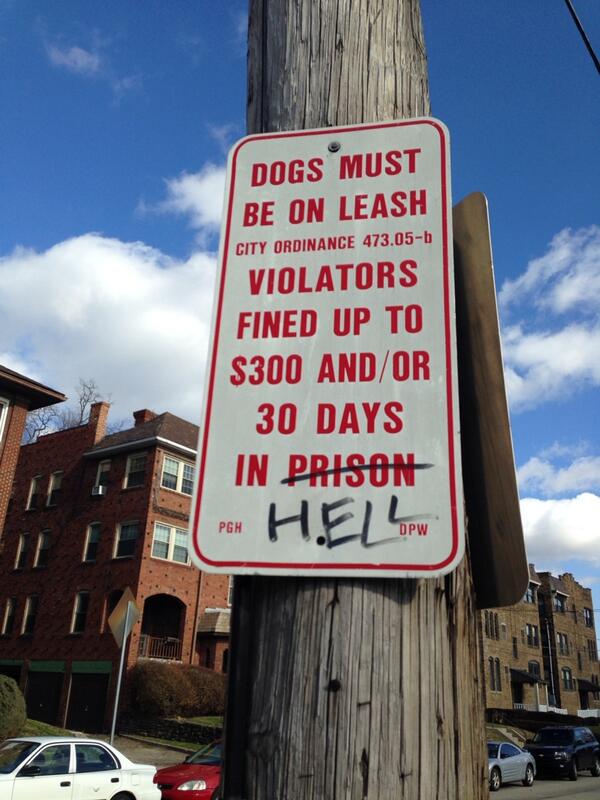 DOGS MUST
BE ON LEASH
CITY ORDINANCE 473.05-b
VIOLATORS
FINED UP TO
$300 AND/OR
30 DAYS
IN PRISON
HELL
PGH DPW